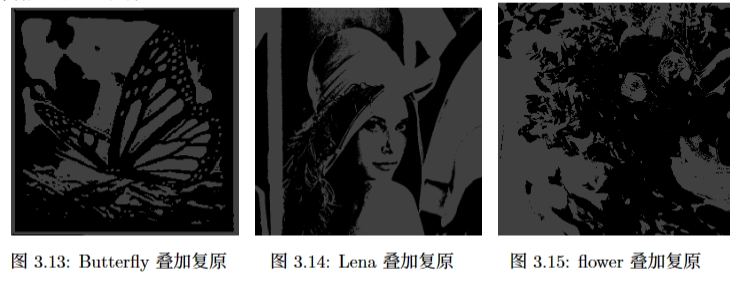 图 3.13: Butterfly 叠加复原
图 3.14: Lena 叠加复原
图 3.15: flower 叠加复原